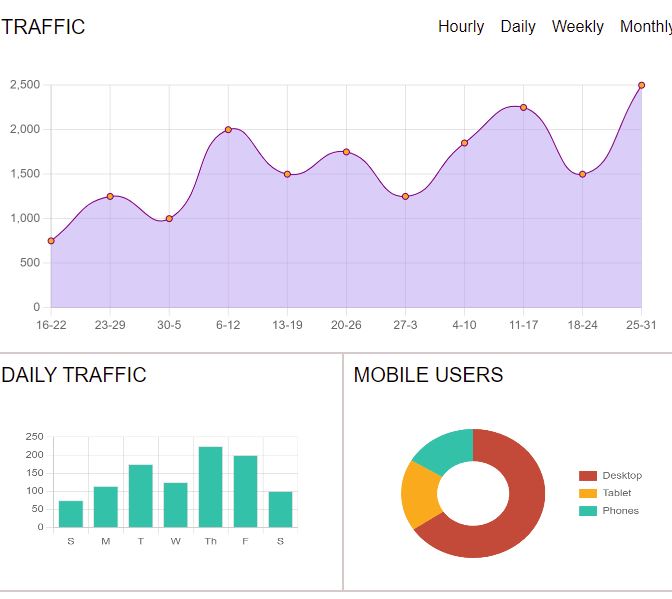 TRAFFIC
Hourly Daily Weekly Monthly
2,500
2,000
1,500
1,000
500
0
16-22 23-29 30-5 6-12 13-19 20-26 27-3 4-10 11-17 18-24 25-31
DAILY TRAFFIC
250
200
150
100
50
0
S M T W Th F S
MOBILE USERS
Desktop
Tablet
Phones